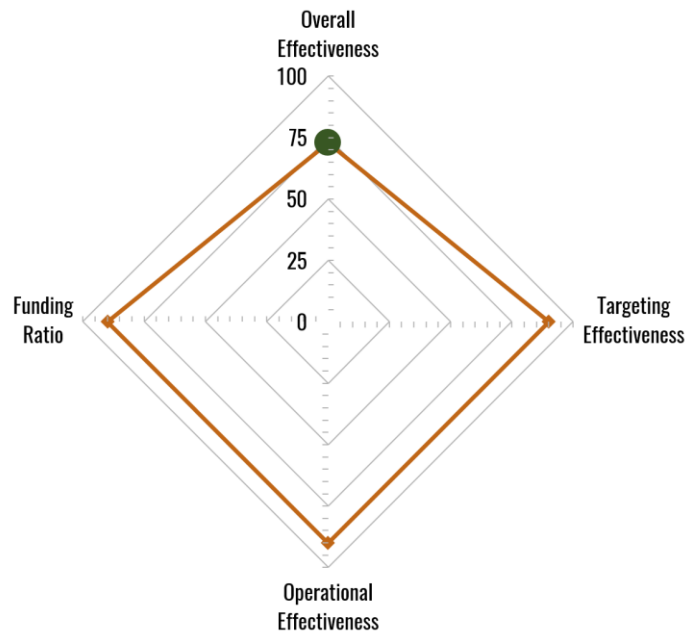 Overall
Effectiveness
100
75
50
25
0
Funding
Ratio
Targeting
Effectiveness
Operational
Effectiveness